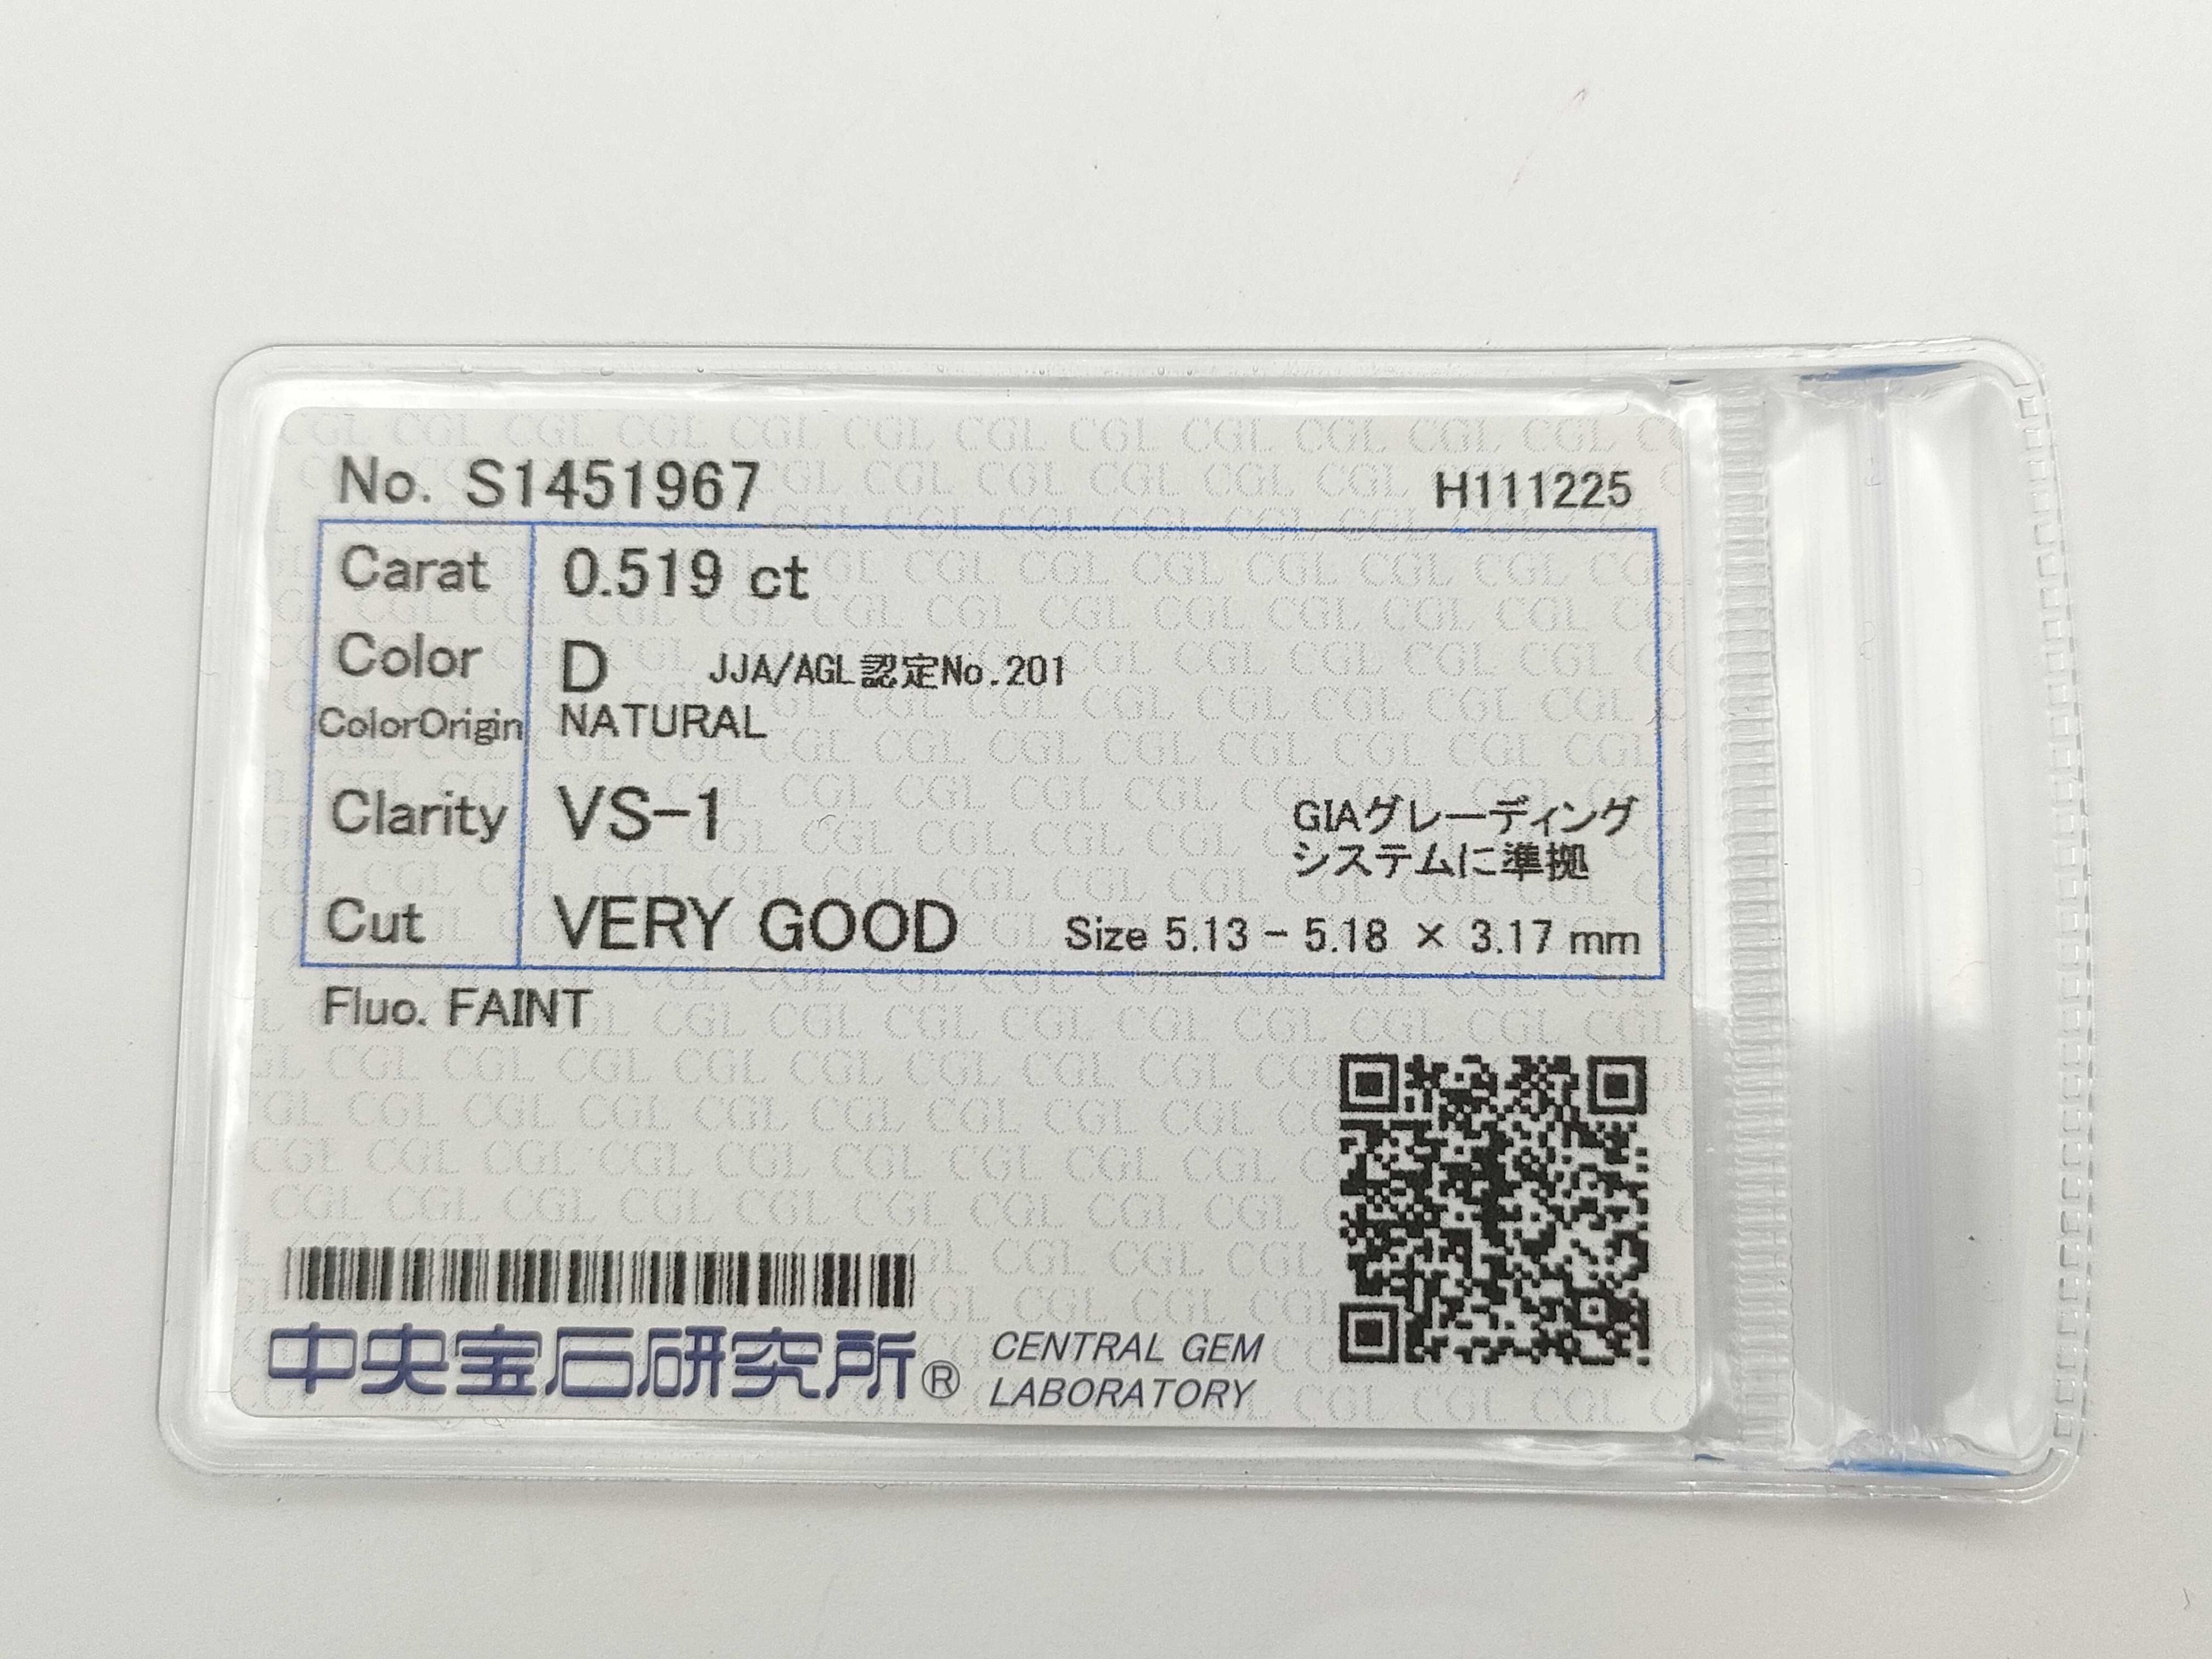 No. S1451967
H111225
Carat 0.519 ct
Color D JJA/AGL認定No.201
ColorOrigin NATURAL
Clarity VS-1
GIAグレーディング
システムに準拠
Cut VERY GOOD Size 5.13 - 5.18 × 3.17 mm
Fluo. FAINT
中央宝石研究所® CENTRAL GEM
LABORATORY